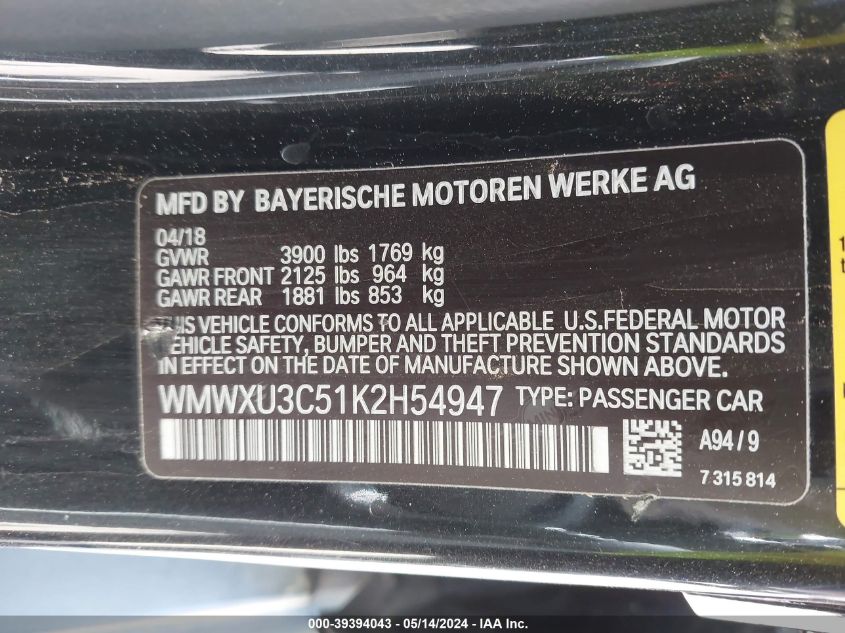 MFD BY BAYERISCHE MOTOREN WERKE AG
04/18
GVWR 3900 lbs 1769 kg
GAWR FRONT 2125 lbs 964 kg
GAWR REAR 1881 lbs 853 kg
VEHICLE CONFORMS TO ALL APPLICABLE U.S.FEDERAL MOTOR
VEHICLE SAFETY, BUMPER AND THEFT PREVENTION STANDARDS
IN EFFECT ON THE DATE OF MANUFACTURE SHOWN ABOVE.
WMWXU3C51K2H54947 TYPE: PASSENGER CAR
A94/9
7 315 814
000-39394043 - 05/14/2024 - IAA Inc.